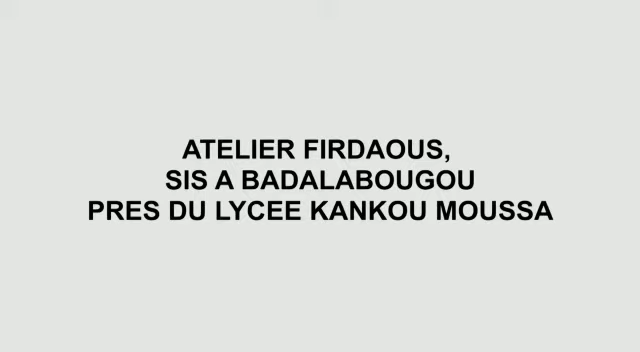 ATELIER FIRDAOUS,
SIS A BADALABOUGOU
PRES DU LYCEE KANKOU MOUSSA